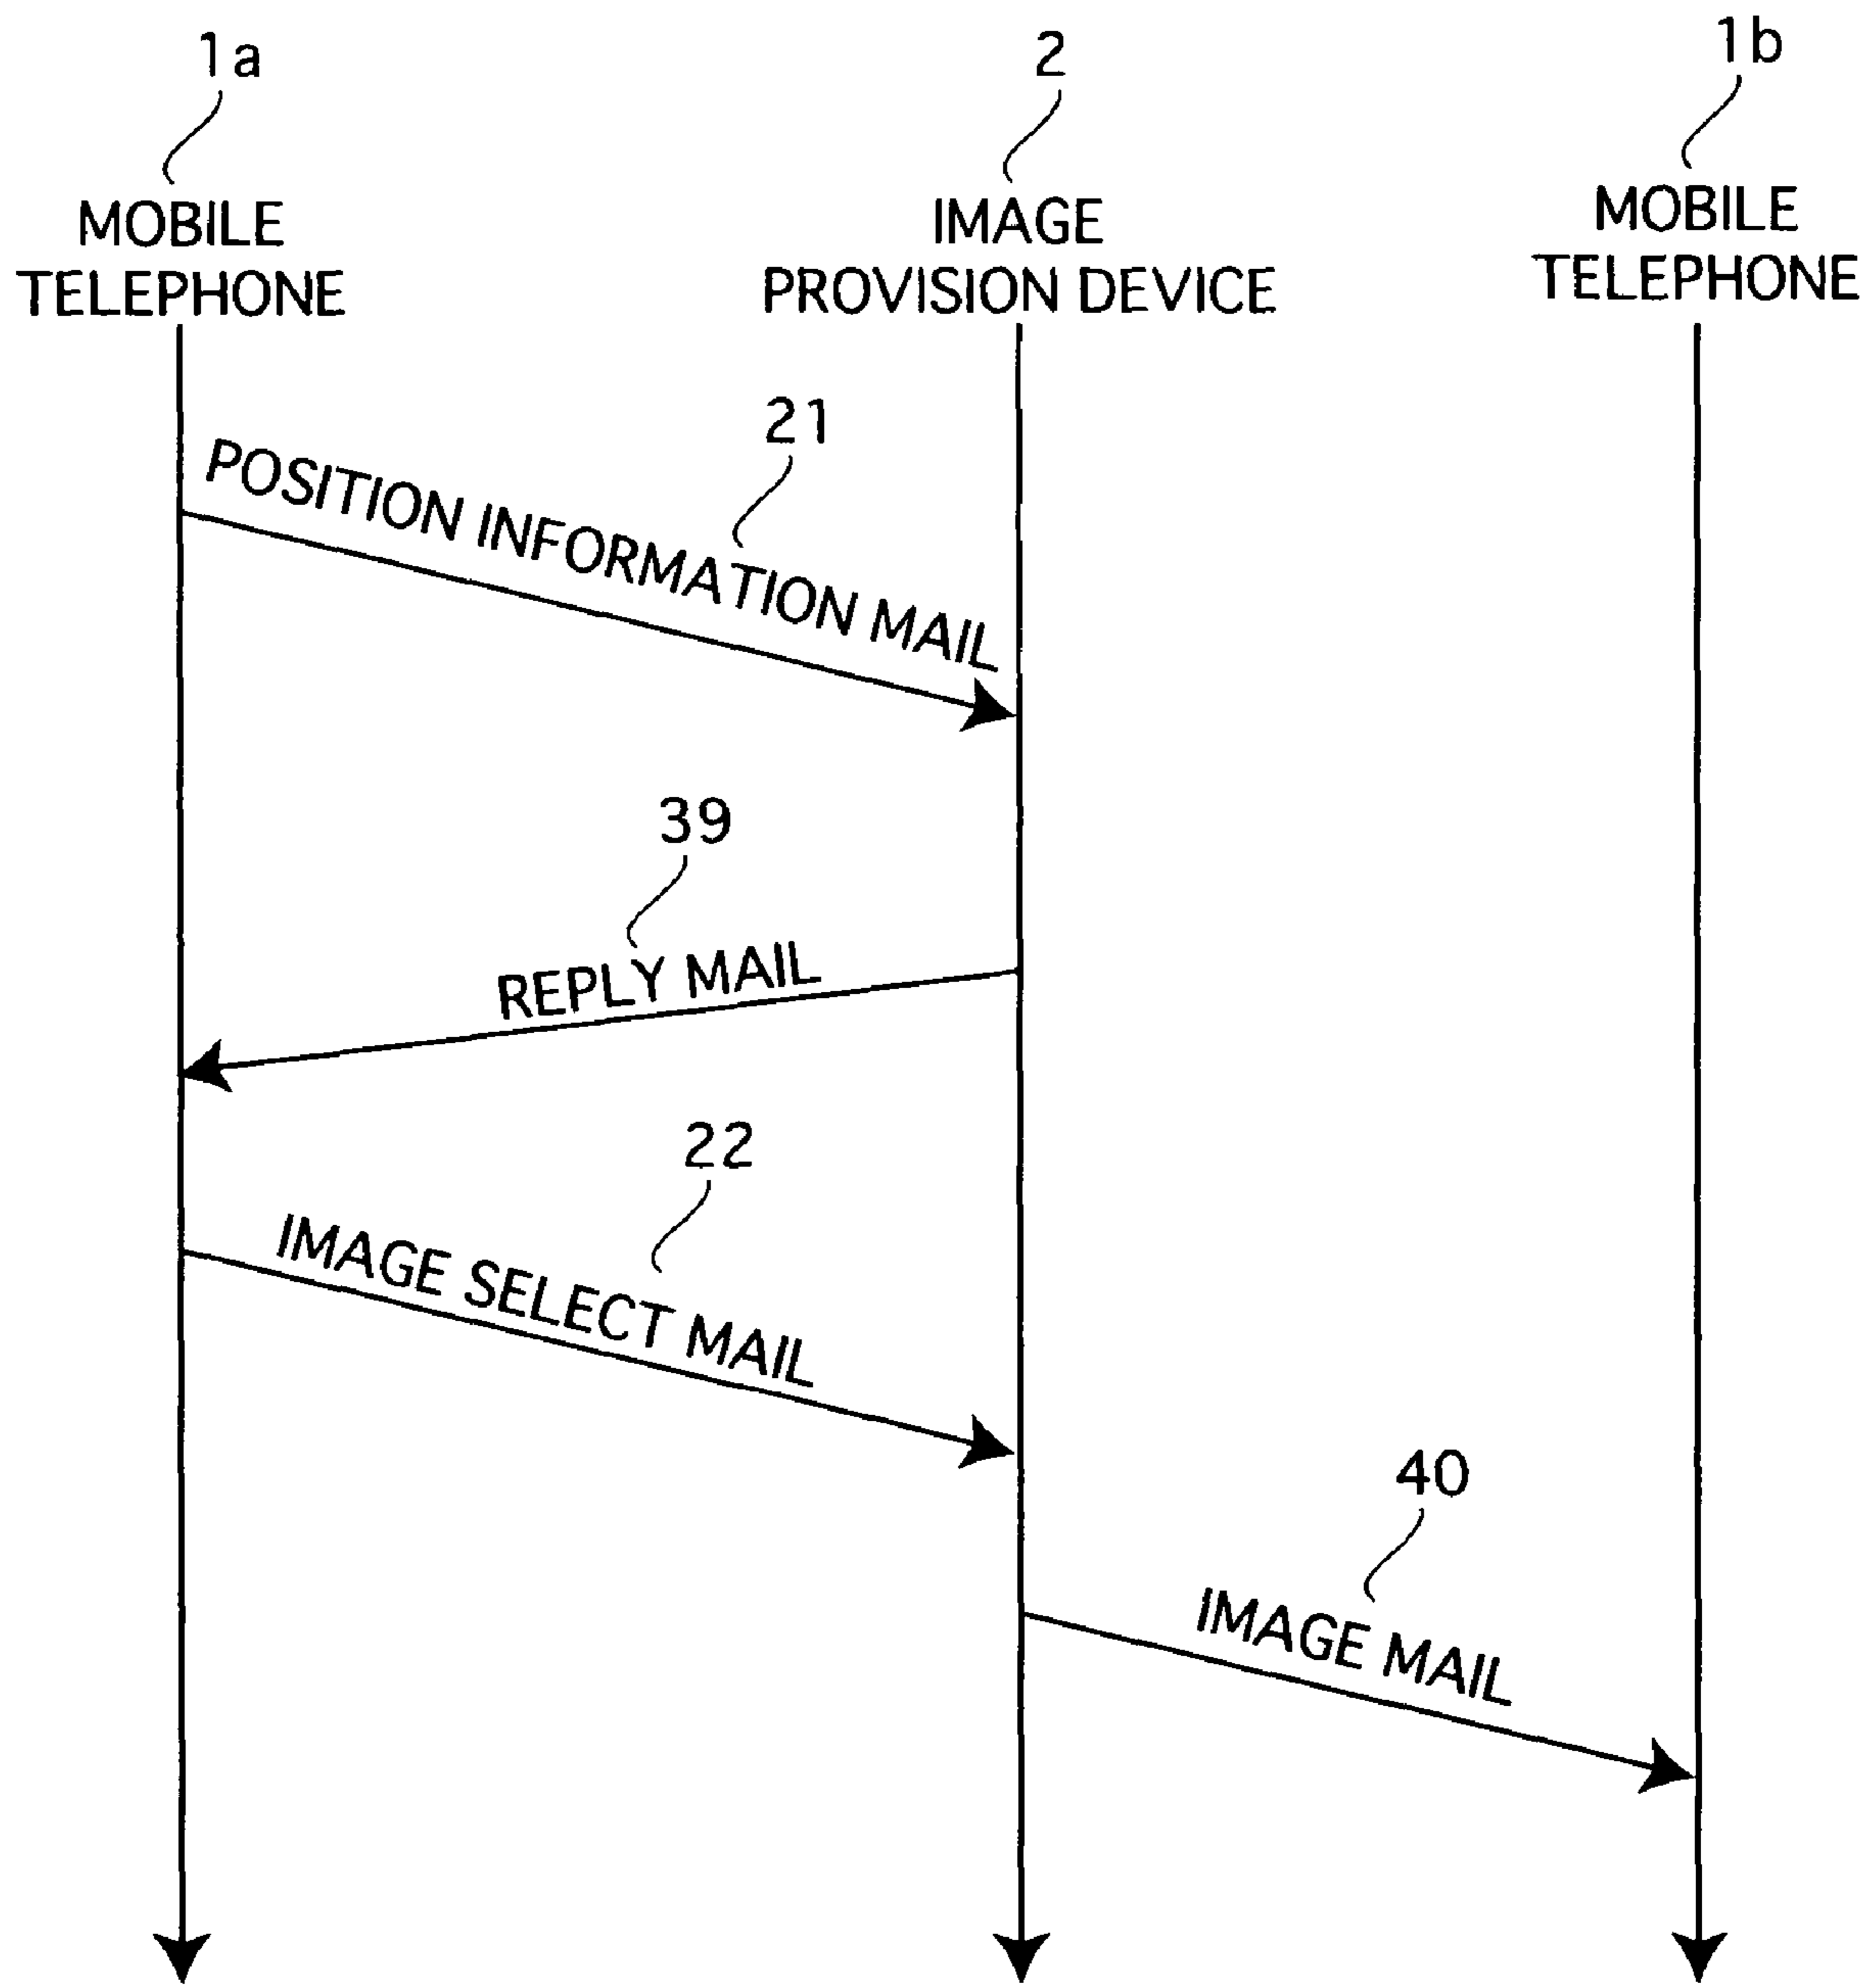 1a
2
1b
MOBILE
TELEPHONE
IMAGE
PROVISION DEVICE
MOBILE
TELEPHONE
21
POSITION INFORMATION MAIL
39
REPLY MAIL
22
IMAGE SELECT MAIL
40
IMAGE MAIL